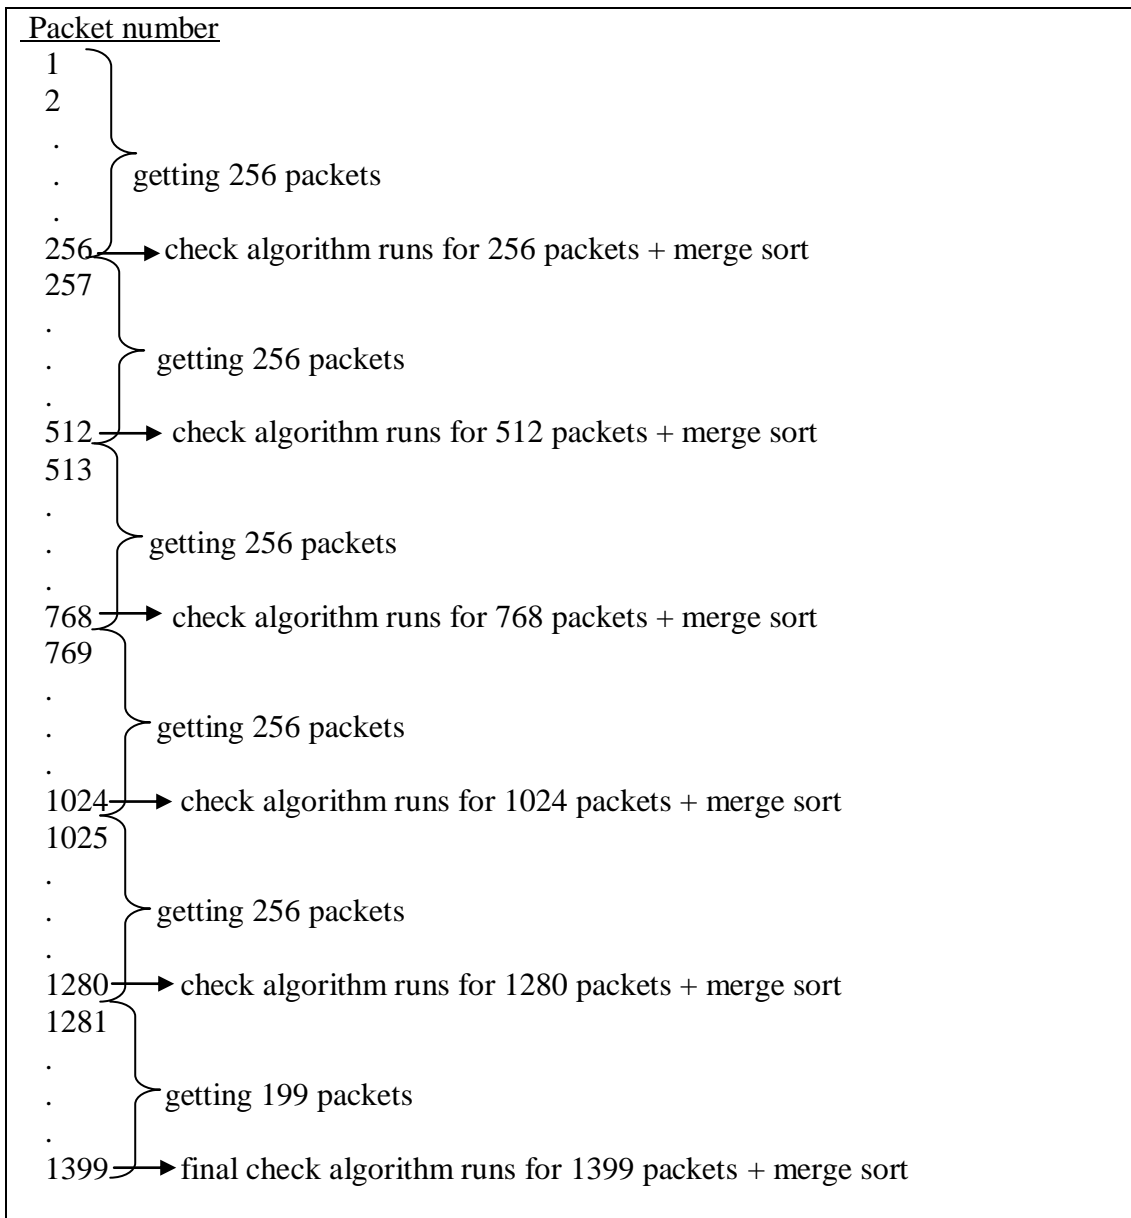 Packet number
1
2
.
.
getting 256 packets
.
256 check algorithm runs for 256 packets + merge sort
257
.
. getting 256 packets
.
512 check algorithm runs for 512 packets + merge sort
513
.
. getting 256 packets
.
768 check algorithm runs for 768 packets + merge sort
769
.
. getting 256 packets
.
1024 check algorithm runs for 1024 packets + merge sort
1025
.
. getting 256 packets
.
1280 check algorithm runs for 1280 packets + merge sort
1281
.
. getting 199 packets
.
1399 final check algorithm runs for 1399 packets + merge sort